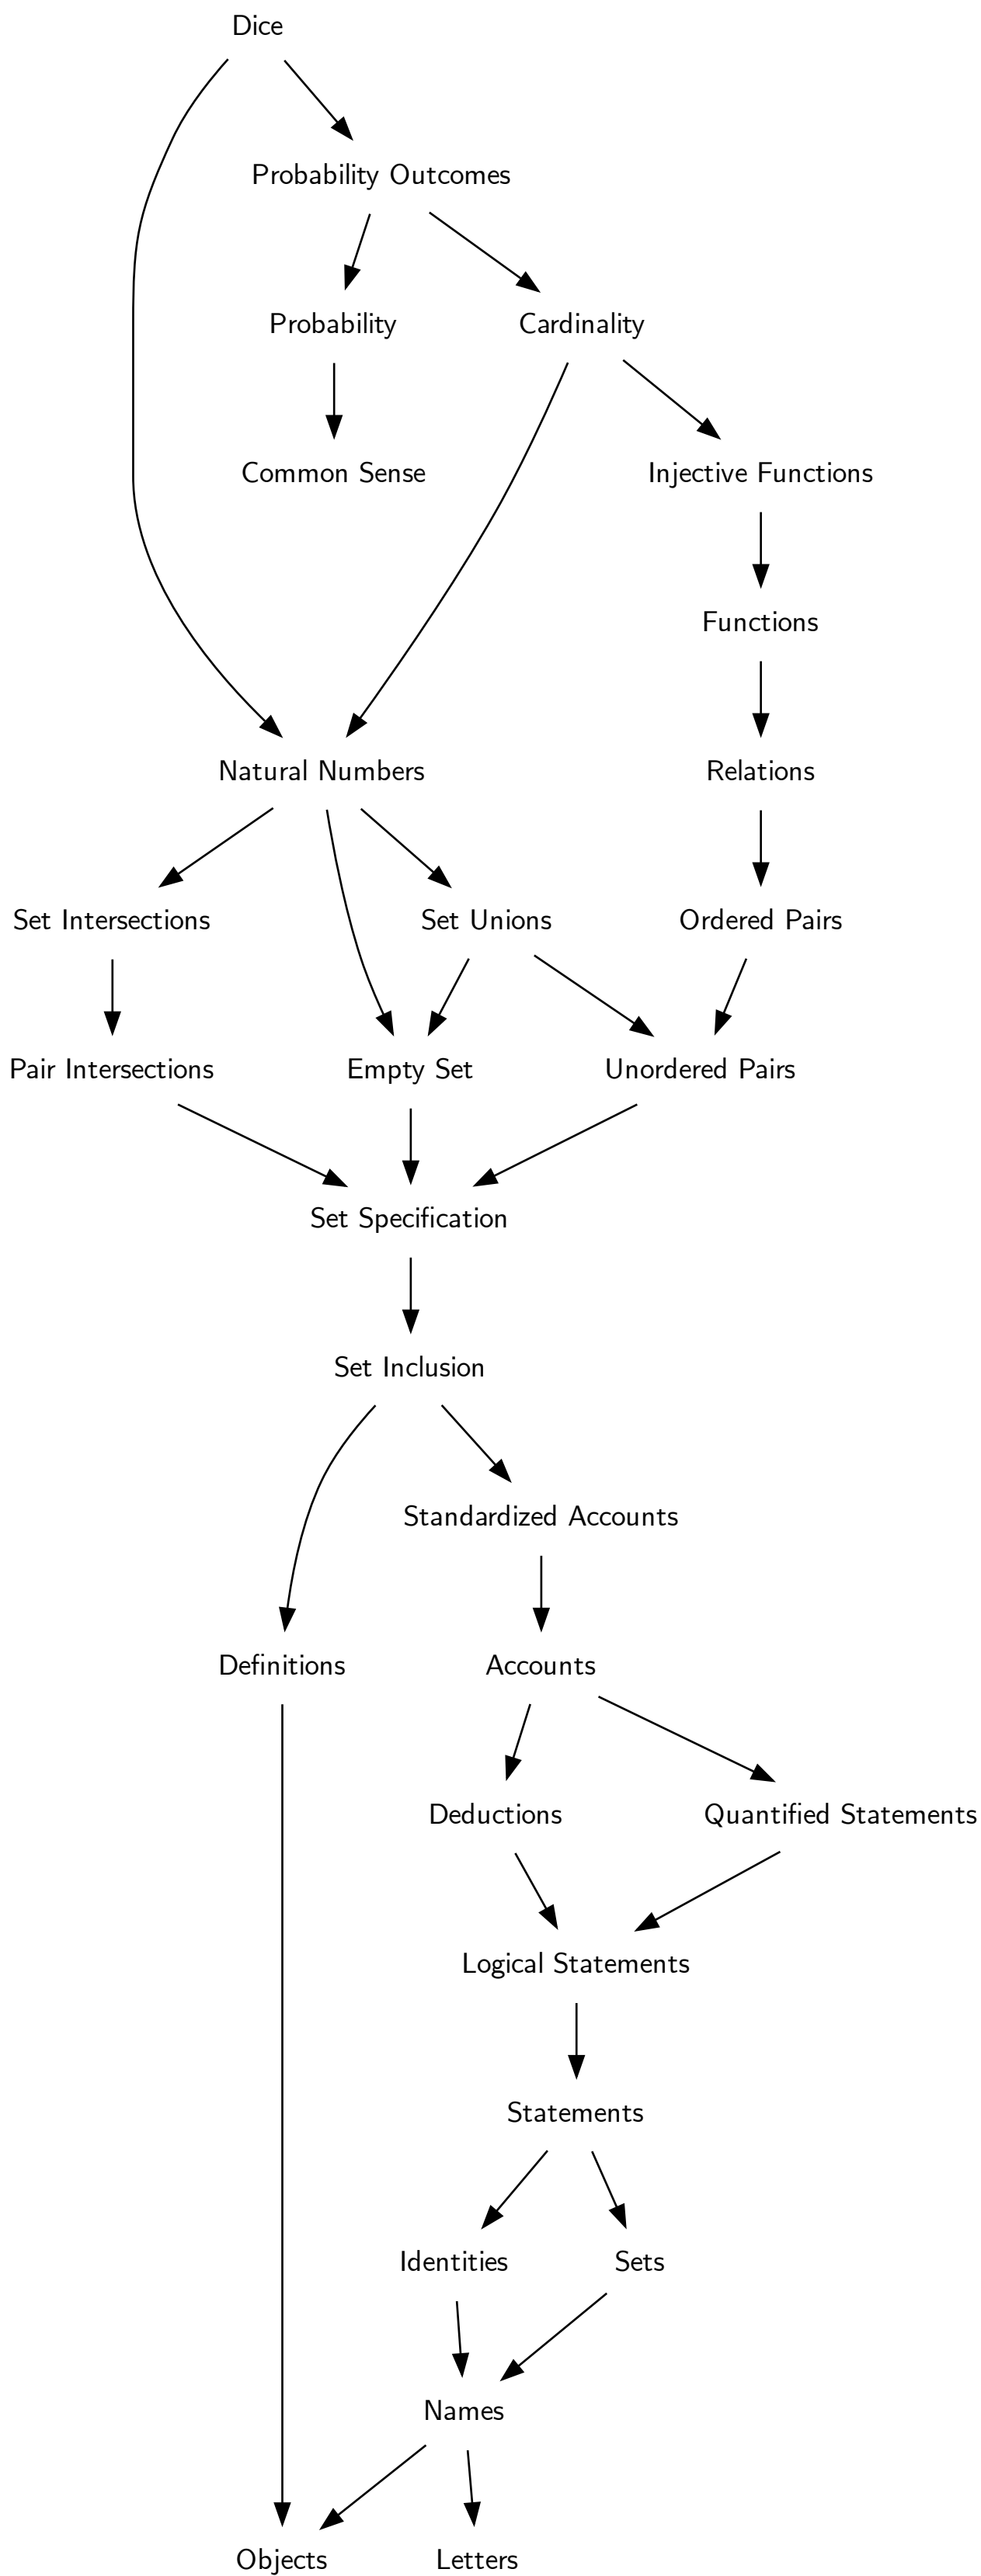 Dice
Probability Outcomes
Probability
Cardinality
Common Sense
Injective Functions
Functions
Natural Numbers
Relations
Set Intersections
Set Unions
Ordered Pairs
Pair Intersections
Empty Set
Unordered Pairs
Set Specification
Set Inclusion
Standardized Accounts
Definitions
Accounts
Deductions
Quantified Statements
Logical Statements
Statements
Identities
Sets
Names
Objects
Letters